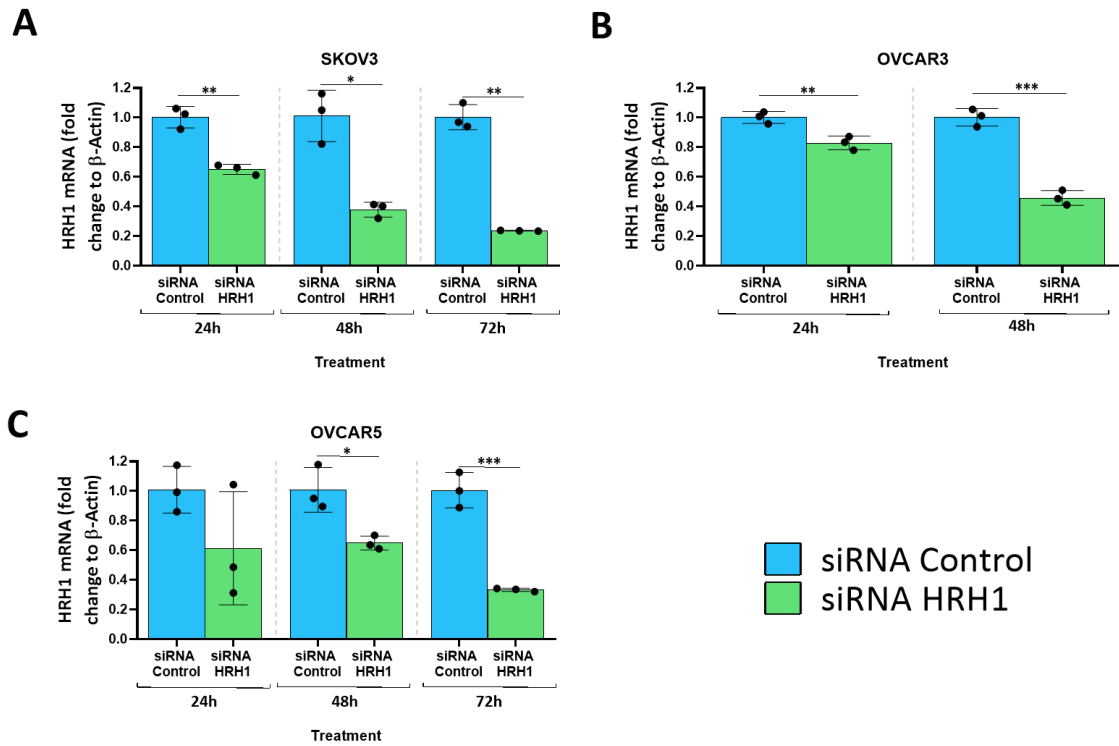 A
SKOV3
HRH1 mRNA (fold
change to β-Actin)
1.2
1.0
0.8
0.6
0.4
0.2
0.0
** * **
siRNA Control siRNA HRH1 siRNA Control siRNA HRH1 siRNA Control siRNA HRH1
24h 48h 72h
Treatment
B
OVCAR3
HRH1 mRNA (fold
change to β-Actin)
1.2
1.0
0.8
0.6
0.4
0.2
0.0
** ***
siRNA Control siRNA HRH1 siRNA Control siRNA HRH1
24h 48h
Treatment
C
OVCAR5
HRH1 mRNA (fold
change to β-Actin)
1.2
1.0
0.8
0.6
0.4
0.2
0.0
* ***
siRNA Control siRNA HRH1 siRNA Control siRNA HRH1 siRNA Control siRNA HRH1
24h 48h 72h
Treatment
siRNA Control
siRNA HRH1